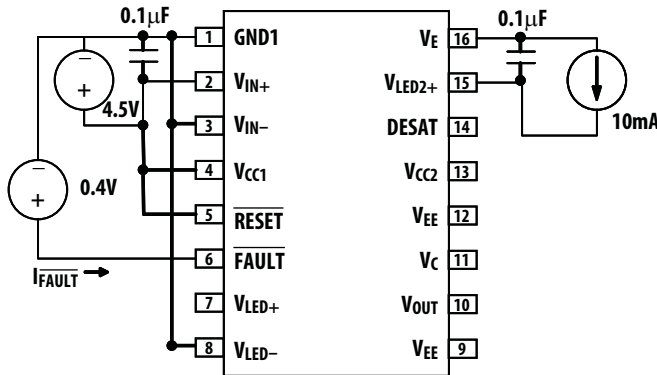 0.1μF
0.1μF
1 GND1 VE 16
2 VIN+ VLED2+ 15
4.5V
3 VIN- DESAT 14
10mA
4 VCC1 VCC2 13
0.4V
5 RESET VEE 12
6 FAULT VC 11
IFAULT
7 VLED+ VOUT 10
8 VLED- VEE 9